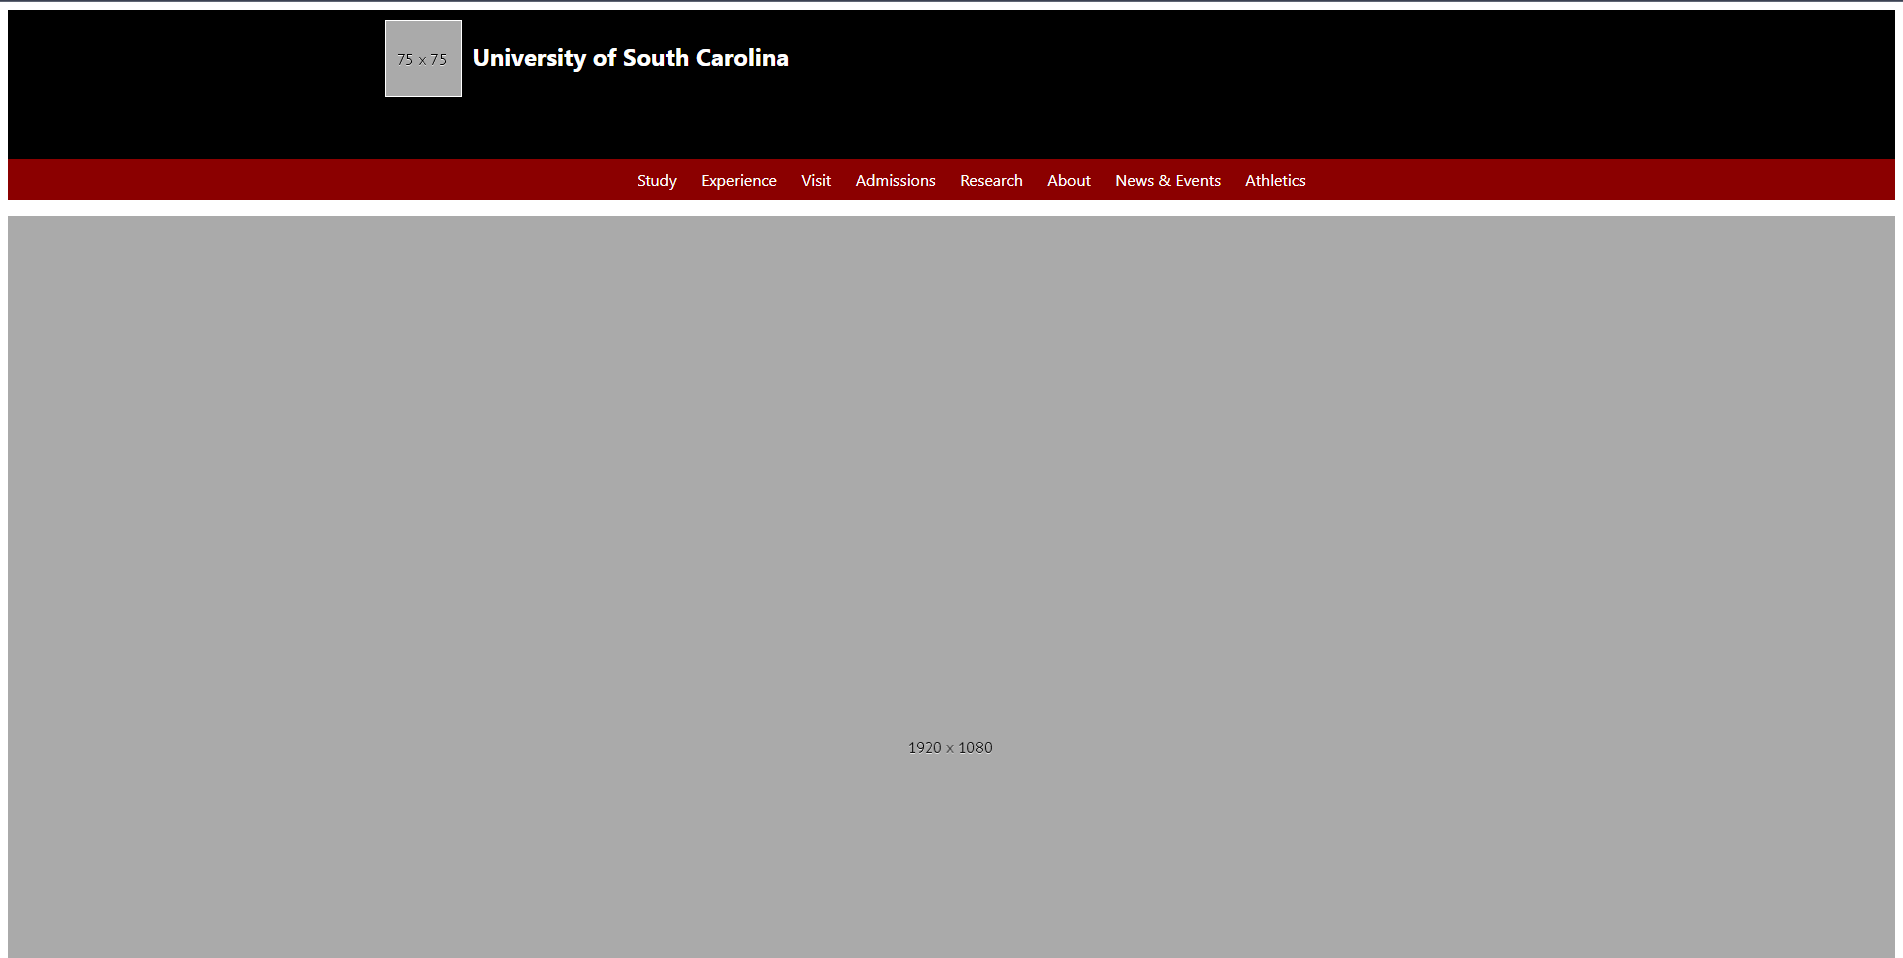 75 x 75 University of South Carolina
Study Experience Visit Admissions Research About News & Events Athletics
1920 x 1080